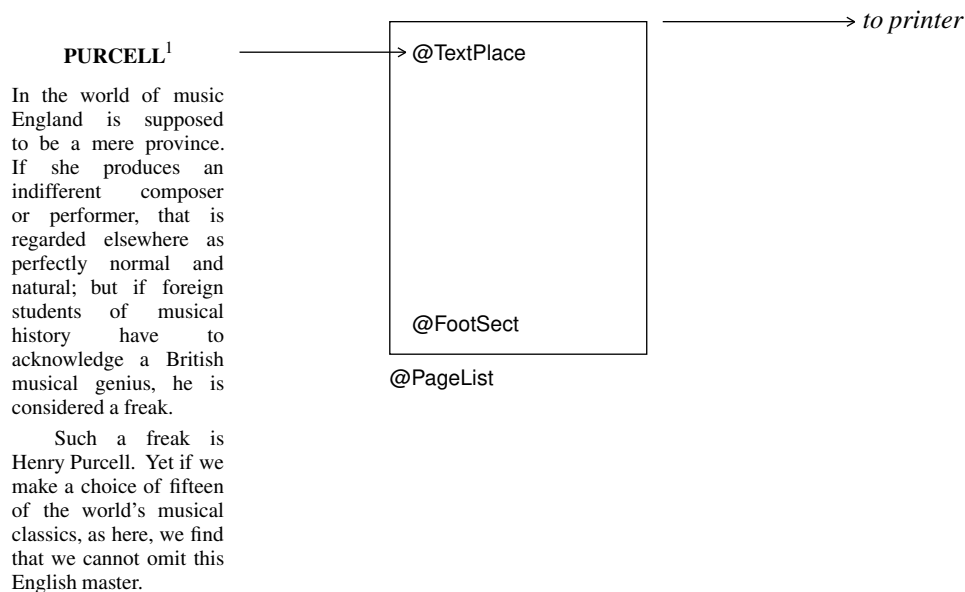 to printer
PURCELL1
@TextPlace
In the world of music
England is supposed
to be a mere province.
If she produces an
indifferent composer
or performer, that is
regarded elsewhere as
perfectly normal and
natural; but if foreign
students of musical
history have to
acknowledge a British
musical genius, he is
considered a freak.
Such a freak is
Henry Purcell. Yet if we
make a choice of fifteen
of the world's musical
classics, as here, we find
that we cannot omit this
English master.
@FootSect
@PageList